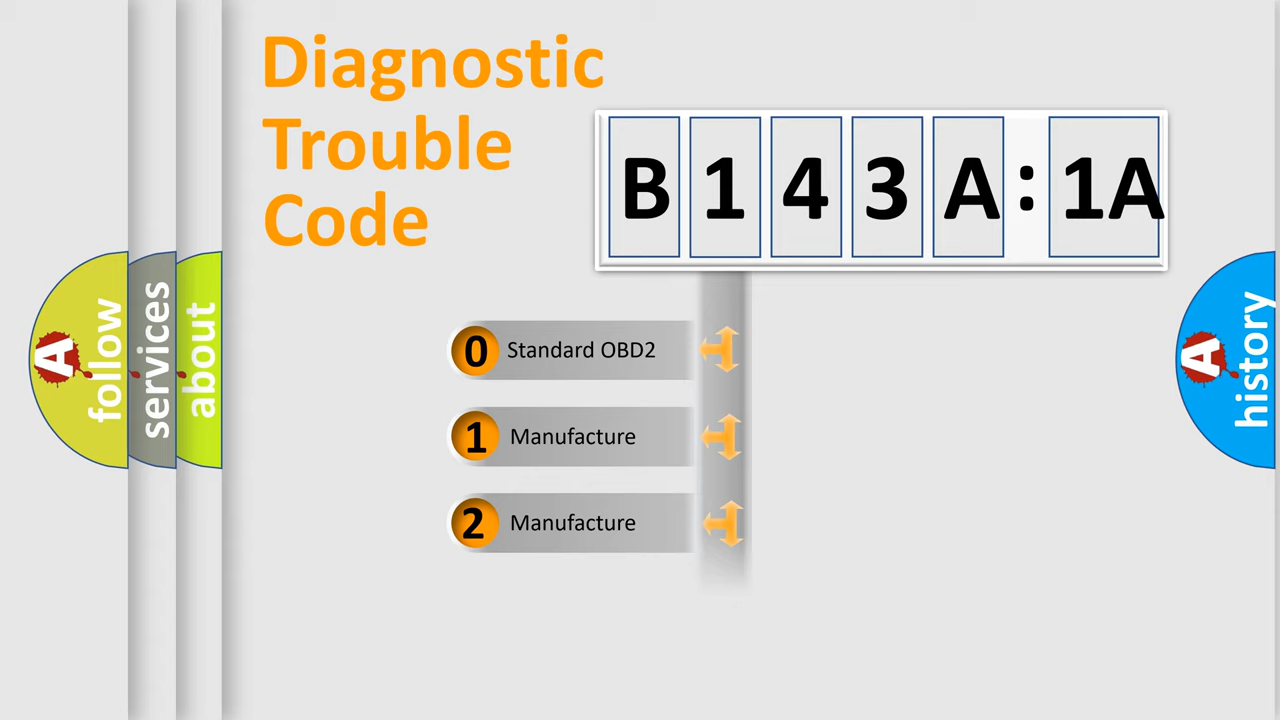 Diagnostic
Trouble
Code
B 1 4 3 A : 1A
0 Standard OBD2
1 Manufacture
2 Manufacture
A follow
services
about
A history